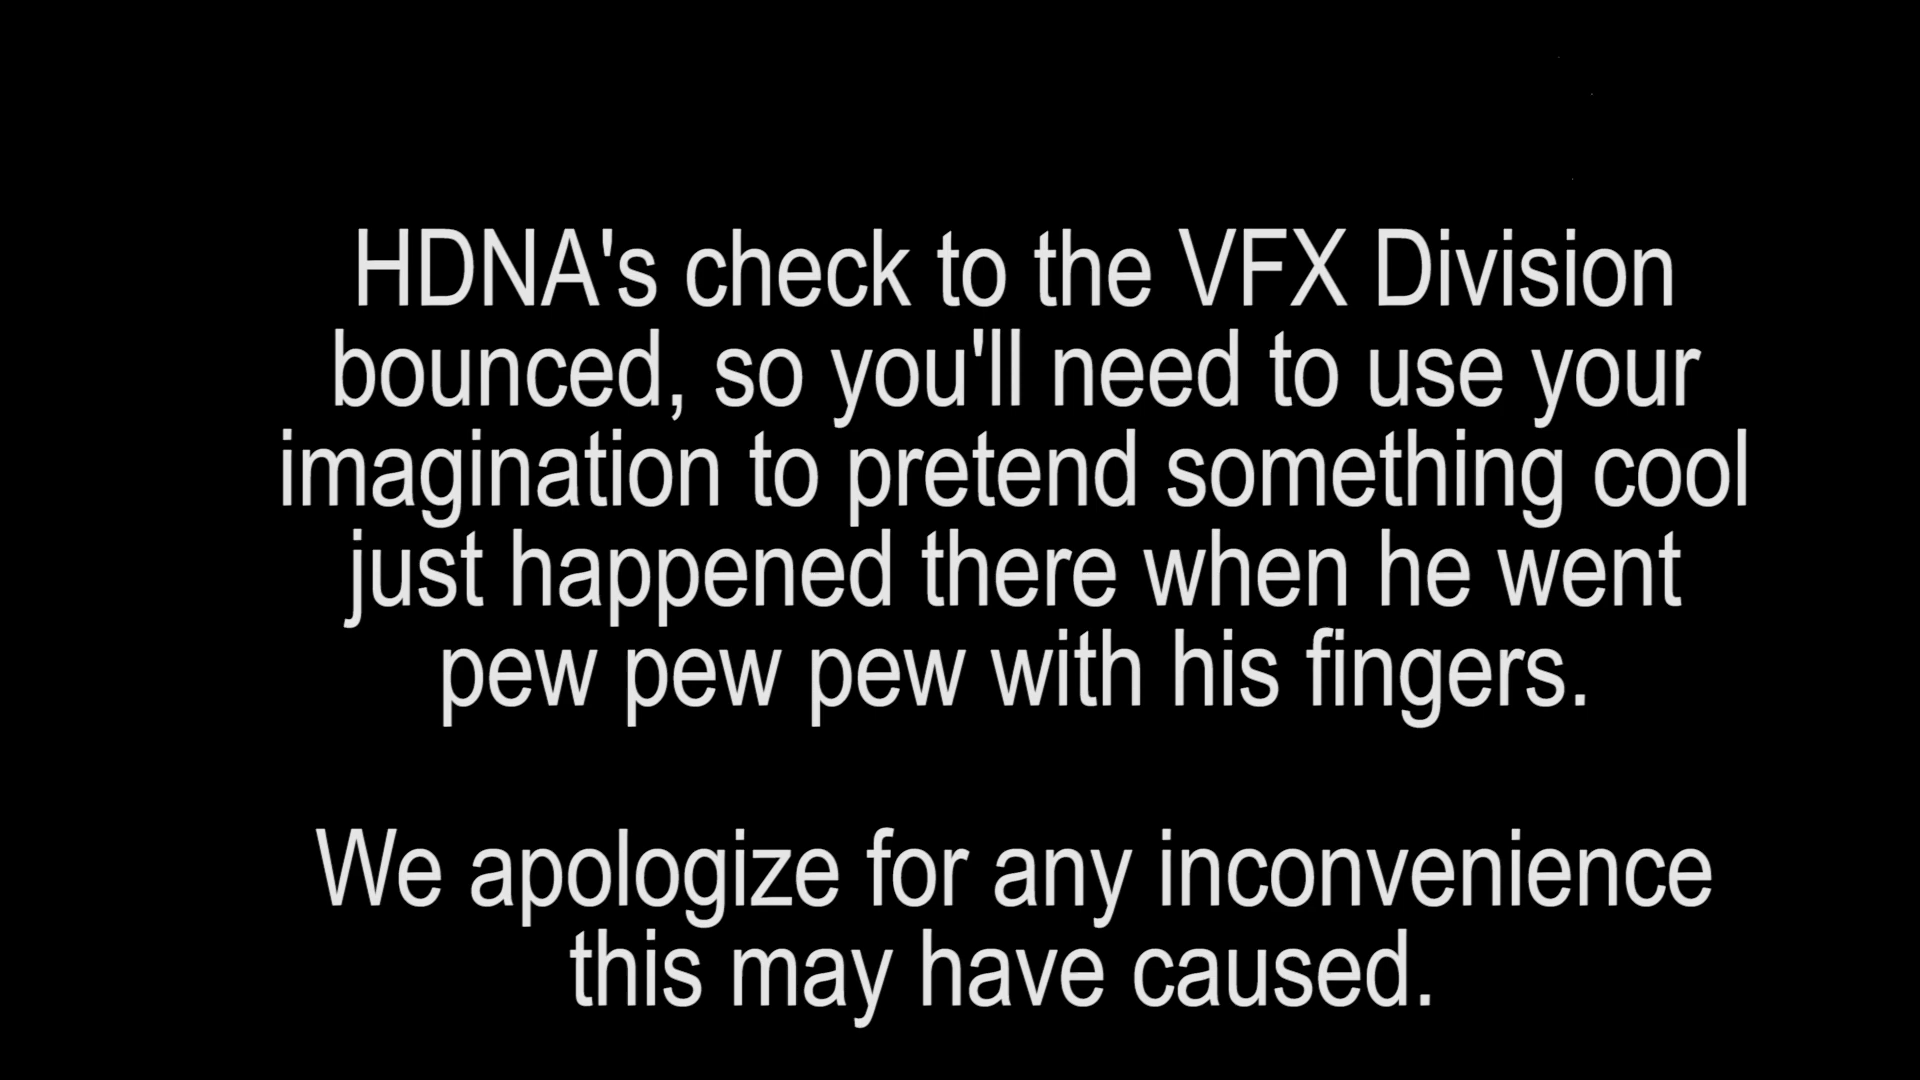 HDNA's check to the VFX Division
bounced, so you'll need to use your
imagination to pretend something cool
just happened there when he went
pew pew pew with his fingers.
We apologize for any inconvenience
this may have caused.